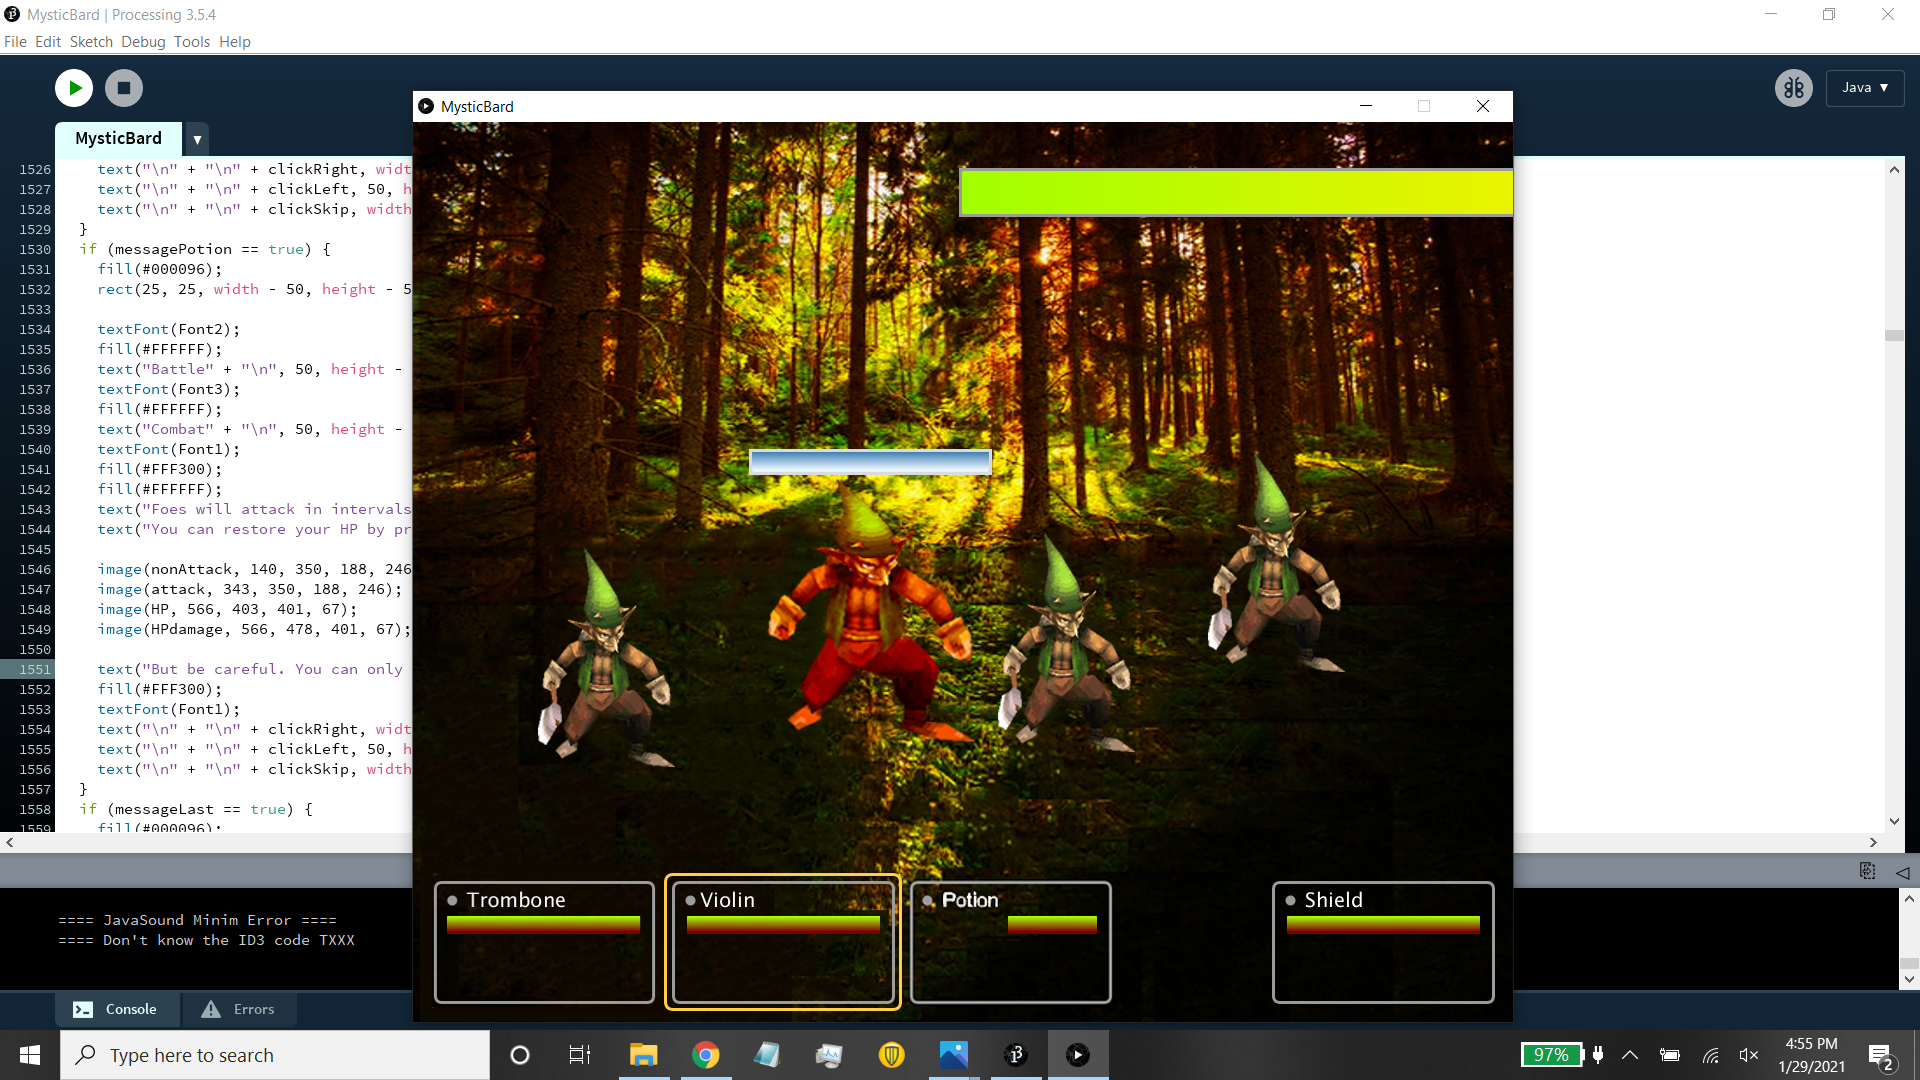 MysticBard | Processing 3.5.4
File Edit Sketch Debug Tools Help
Java ▼
MysticBard ▼
MysticBard
1526 text("\n" + "\n" + clickRight, widt
1527 text("\n" + "\n" + clickLeft, 50, h
1528 text("\n" + "\n" + clickSkip, width
1529 }
1530 if (messagePotion == true) {
1531 fill(#000096);
1532 rect(25, 25, width - 50, height - 5
1533
1534 textFont(Font2);
1535 fill(#FFFFFF);
1536 text("Battle" + "\n", 50, height -
1537 textFont(Font3);
1538 fill(#FFFFFF);
1539 text("Combat" + "\n", 50, height -
1540 textFont(Font1);
1541 fill(#FFF300);
1542 fill(#FFFFFF);
1543 text("Foes will attack in intervals
1544 text("You can restore your HP by pr
1545
1546 image(nonAttack, 140, 350, 188, 246
1547 image(attack, 343, 350, 188, 246);
1548 image(HP, 566, 403, 401, 67);
1549 image(HPdamage, 566, 478, 401, 67);
1550
1551 text("But be careful. You can only
1552 fill(#FFF300);
1553 textFont(Font1);
1554 text("\n" + "\n" + clickRight, widt
1555 text("\n" + "\n" + clickLeft, 50, h
1556 text("\n" + "\n" + clickSkip, width
1557 }
1558 if (messageLast == true) {
1559 fill(#000096);
Trombone Violin Potion Shield
==== JavaSound Minim Error ====
==== Don't know the ID3 code TXXX
Console Errors
Type here to search
97%
4:55 PM
1/29/2021
2